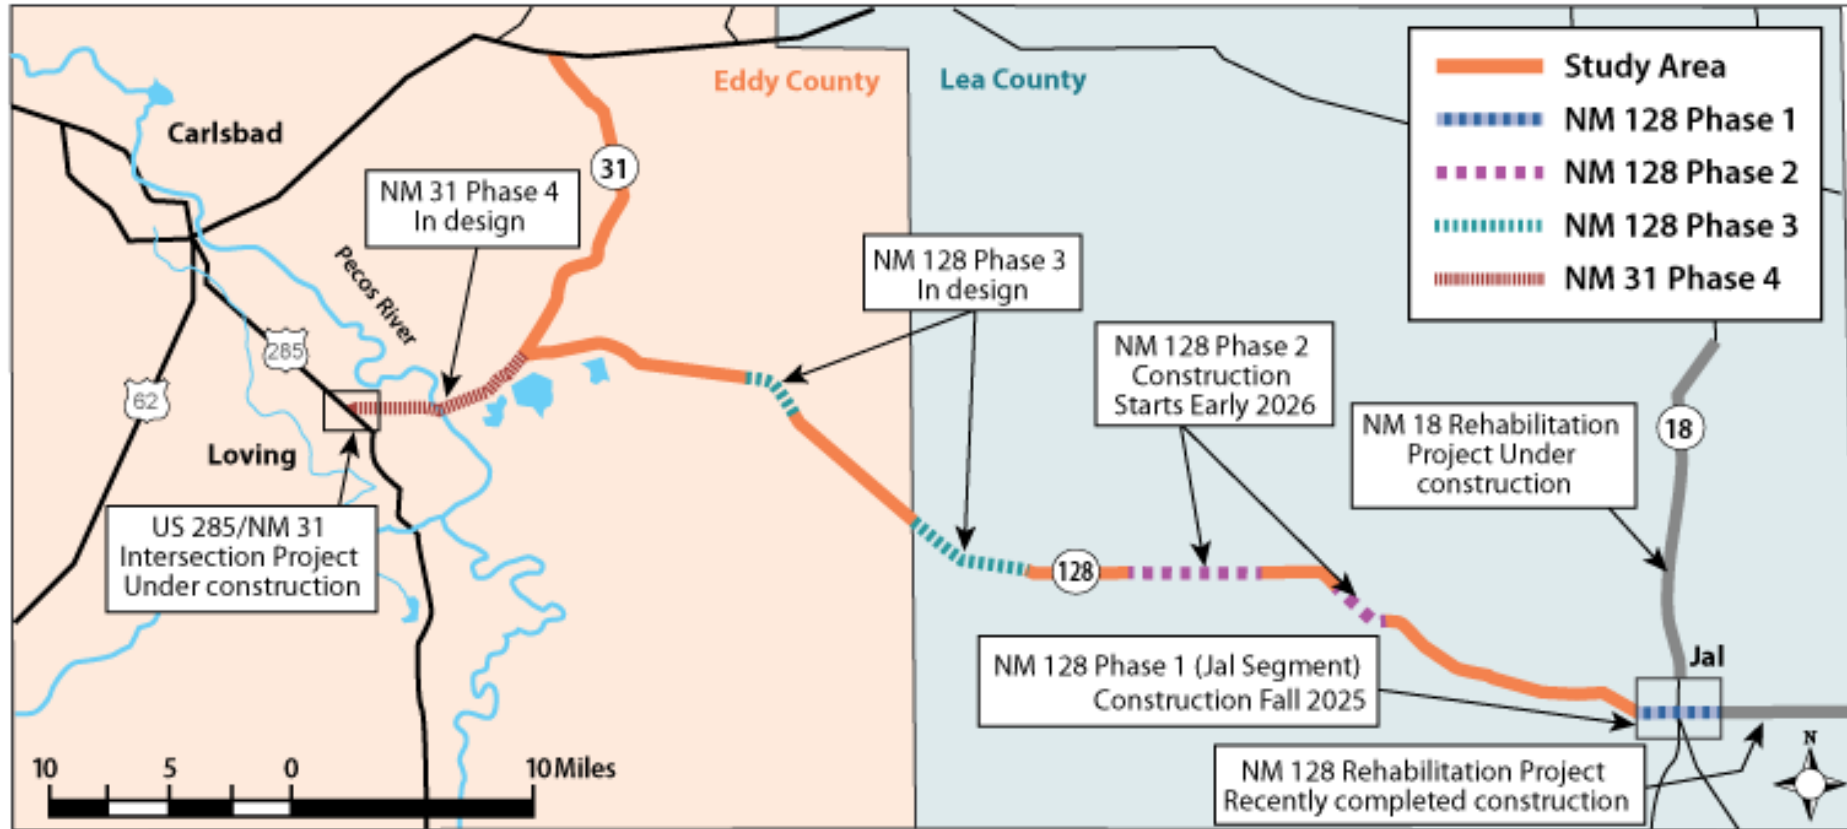 Eddy County
Lea County
Study Area
NM 128 Phase 1
NM 128 Phase 2
NM 128 Phase 3
NM 31 Phase 4
Carlsbad
31
NM 31 Phase 4
In design
Pecos River
NM 128 Phase 3
In design
285
62
NM 128 Phase 2
Construction
Starts Early 2026
NM 18 Rehabilitation
Project Under
construction
18
Loving
US 285/NM 31
Intersection Project
Under construction
128
NM 128 Phase 1 (Jal Segment)
Construction Fall 2025
Jal
NM 128 Rehabilitation Project
Recently completed construction
N
10 5 0 10 Miles